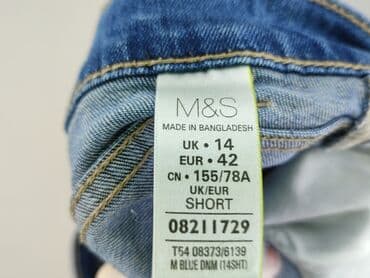 M&S
MADE IN BANGLADESH
UK • 14
EUR • 42
CN • 155/78A
UK/EUR
SHORT
08211729
T54 08373/6139
M BLUE DNM (14SHT)